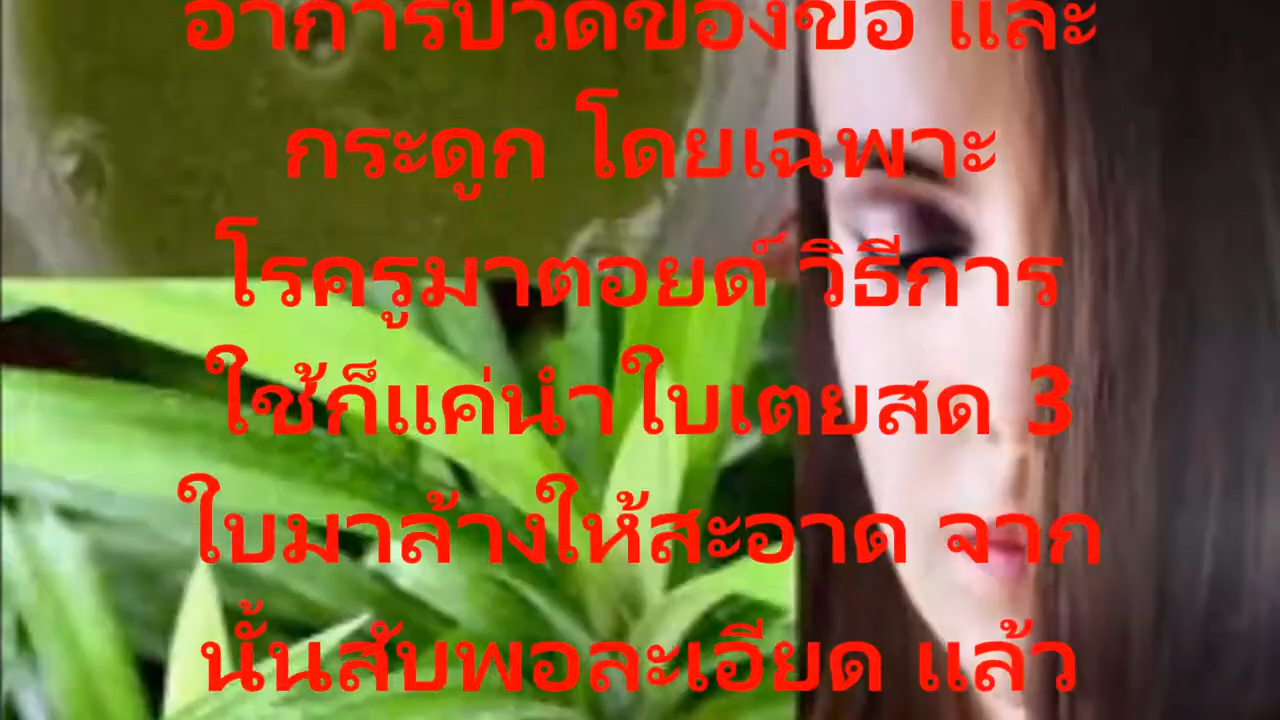 อาการปวดของข้อ และ
กระดูก โดยเฉพาะ
โรครูมาตอยด์ วิธีการ
ใช้ก็แค่นำใบเตยสด 3
ใบมาล้างให้สะอาด จาก
นั้นสับพอละเอียด แล้ว